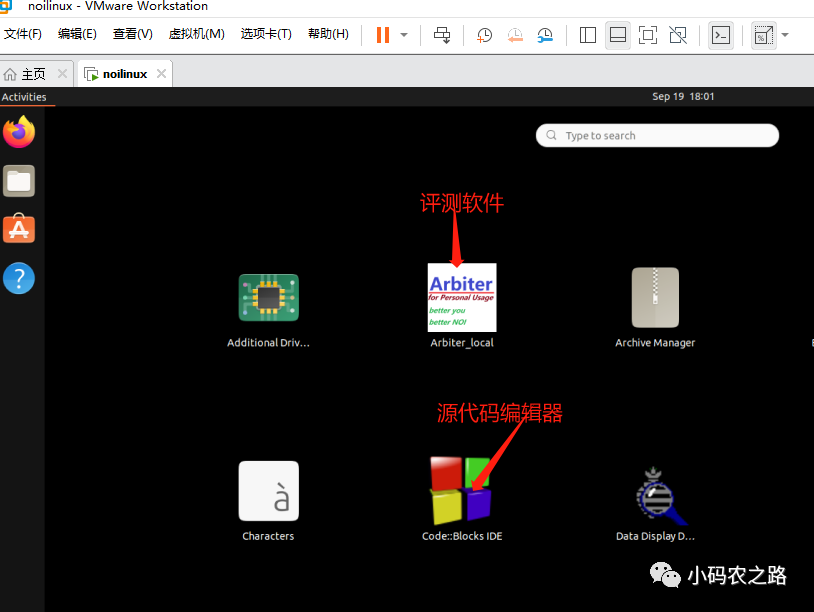 noilinux - VMware Workstation
文件(F) 编辑(E) 查看(V) 虚拟机(M) 选项卡(T) 帮助(H)
主页 noilinux
Activities Sep 19 18:01
Type to search
评测软件
Arbiter
for Personal Usage
better you
better NOI
Additional Driv... Arbiter_local Archive Manager
源代码编辑器
à
Characters Code::Blocks IDE Data Display D...
小码农之路